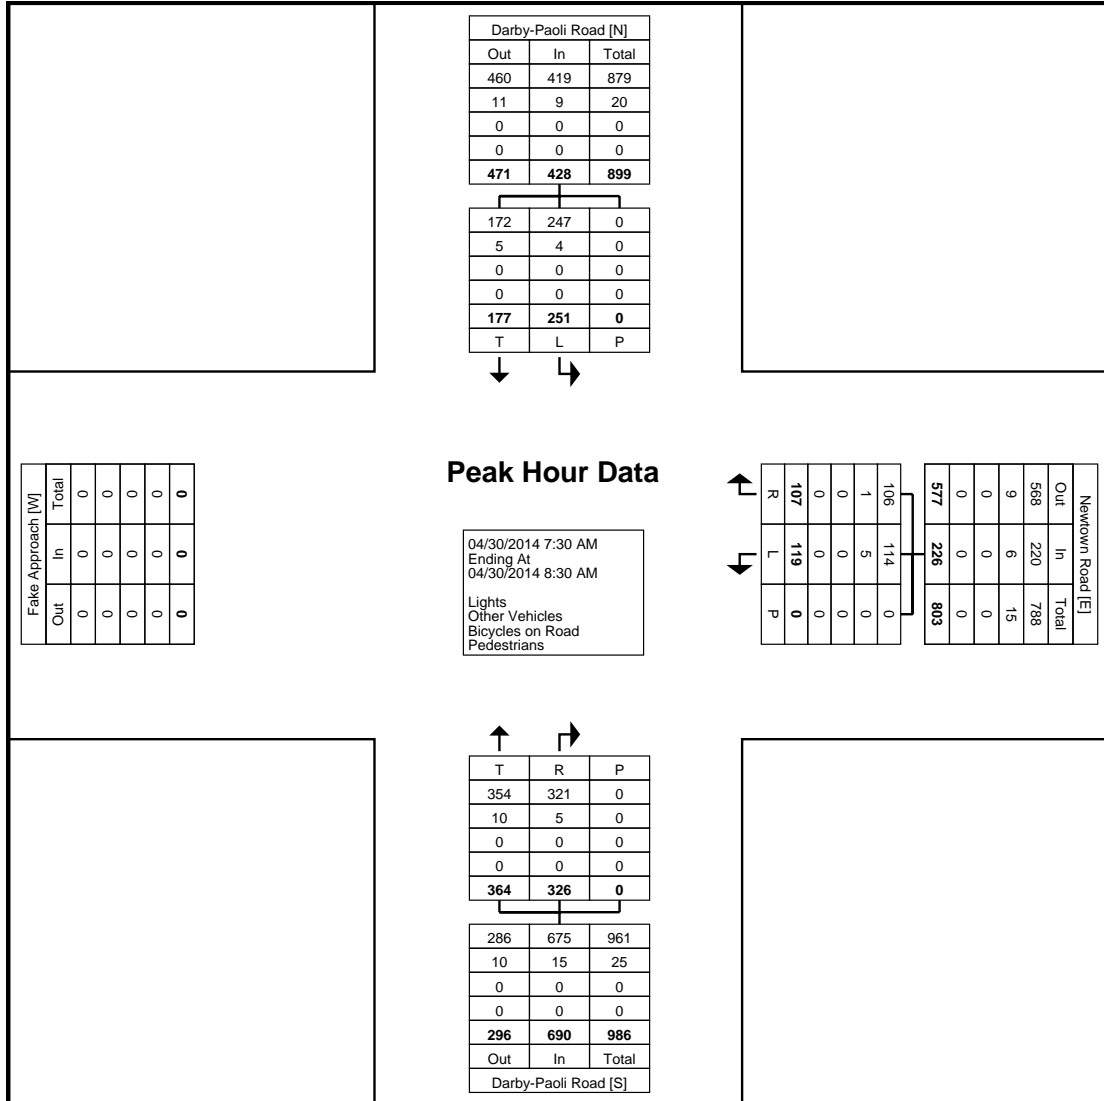 Darby-Paoli Road [N]
Out In Total
460 419 879
11 9 20
0 0 0
0 0 0
471 428 899
172 247 0
5 4 0
0 0 0
0 0 0
177 251 0
T L P
Fake Approach [W]
Total In Out
0 0 0
0 0 0
0 0 0
0 0 0
0 0 0
Peak Hour Data
04/30/2014 7:30 AM
Ending At
04/30/2014 8:30 AM
Lights
Other Vehicles
Bicycles on Road
Pedestrians
Newtown Road [E]
Out In Total
568 220 788
9 6 15
0 0 0
0 0 0
577 226 803
106 114 0
1 5 0
0 0 0
0 0 0
107 119 0
R L P
T R P
354 321 0
10 5 0
0 0 0
0 0 0
364 326 0
286 675 961
10 15 25
0 0 0
0 0 0
296 690 986
Out In Total
Darby-Paoli Road [S]